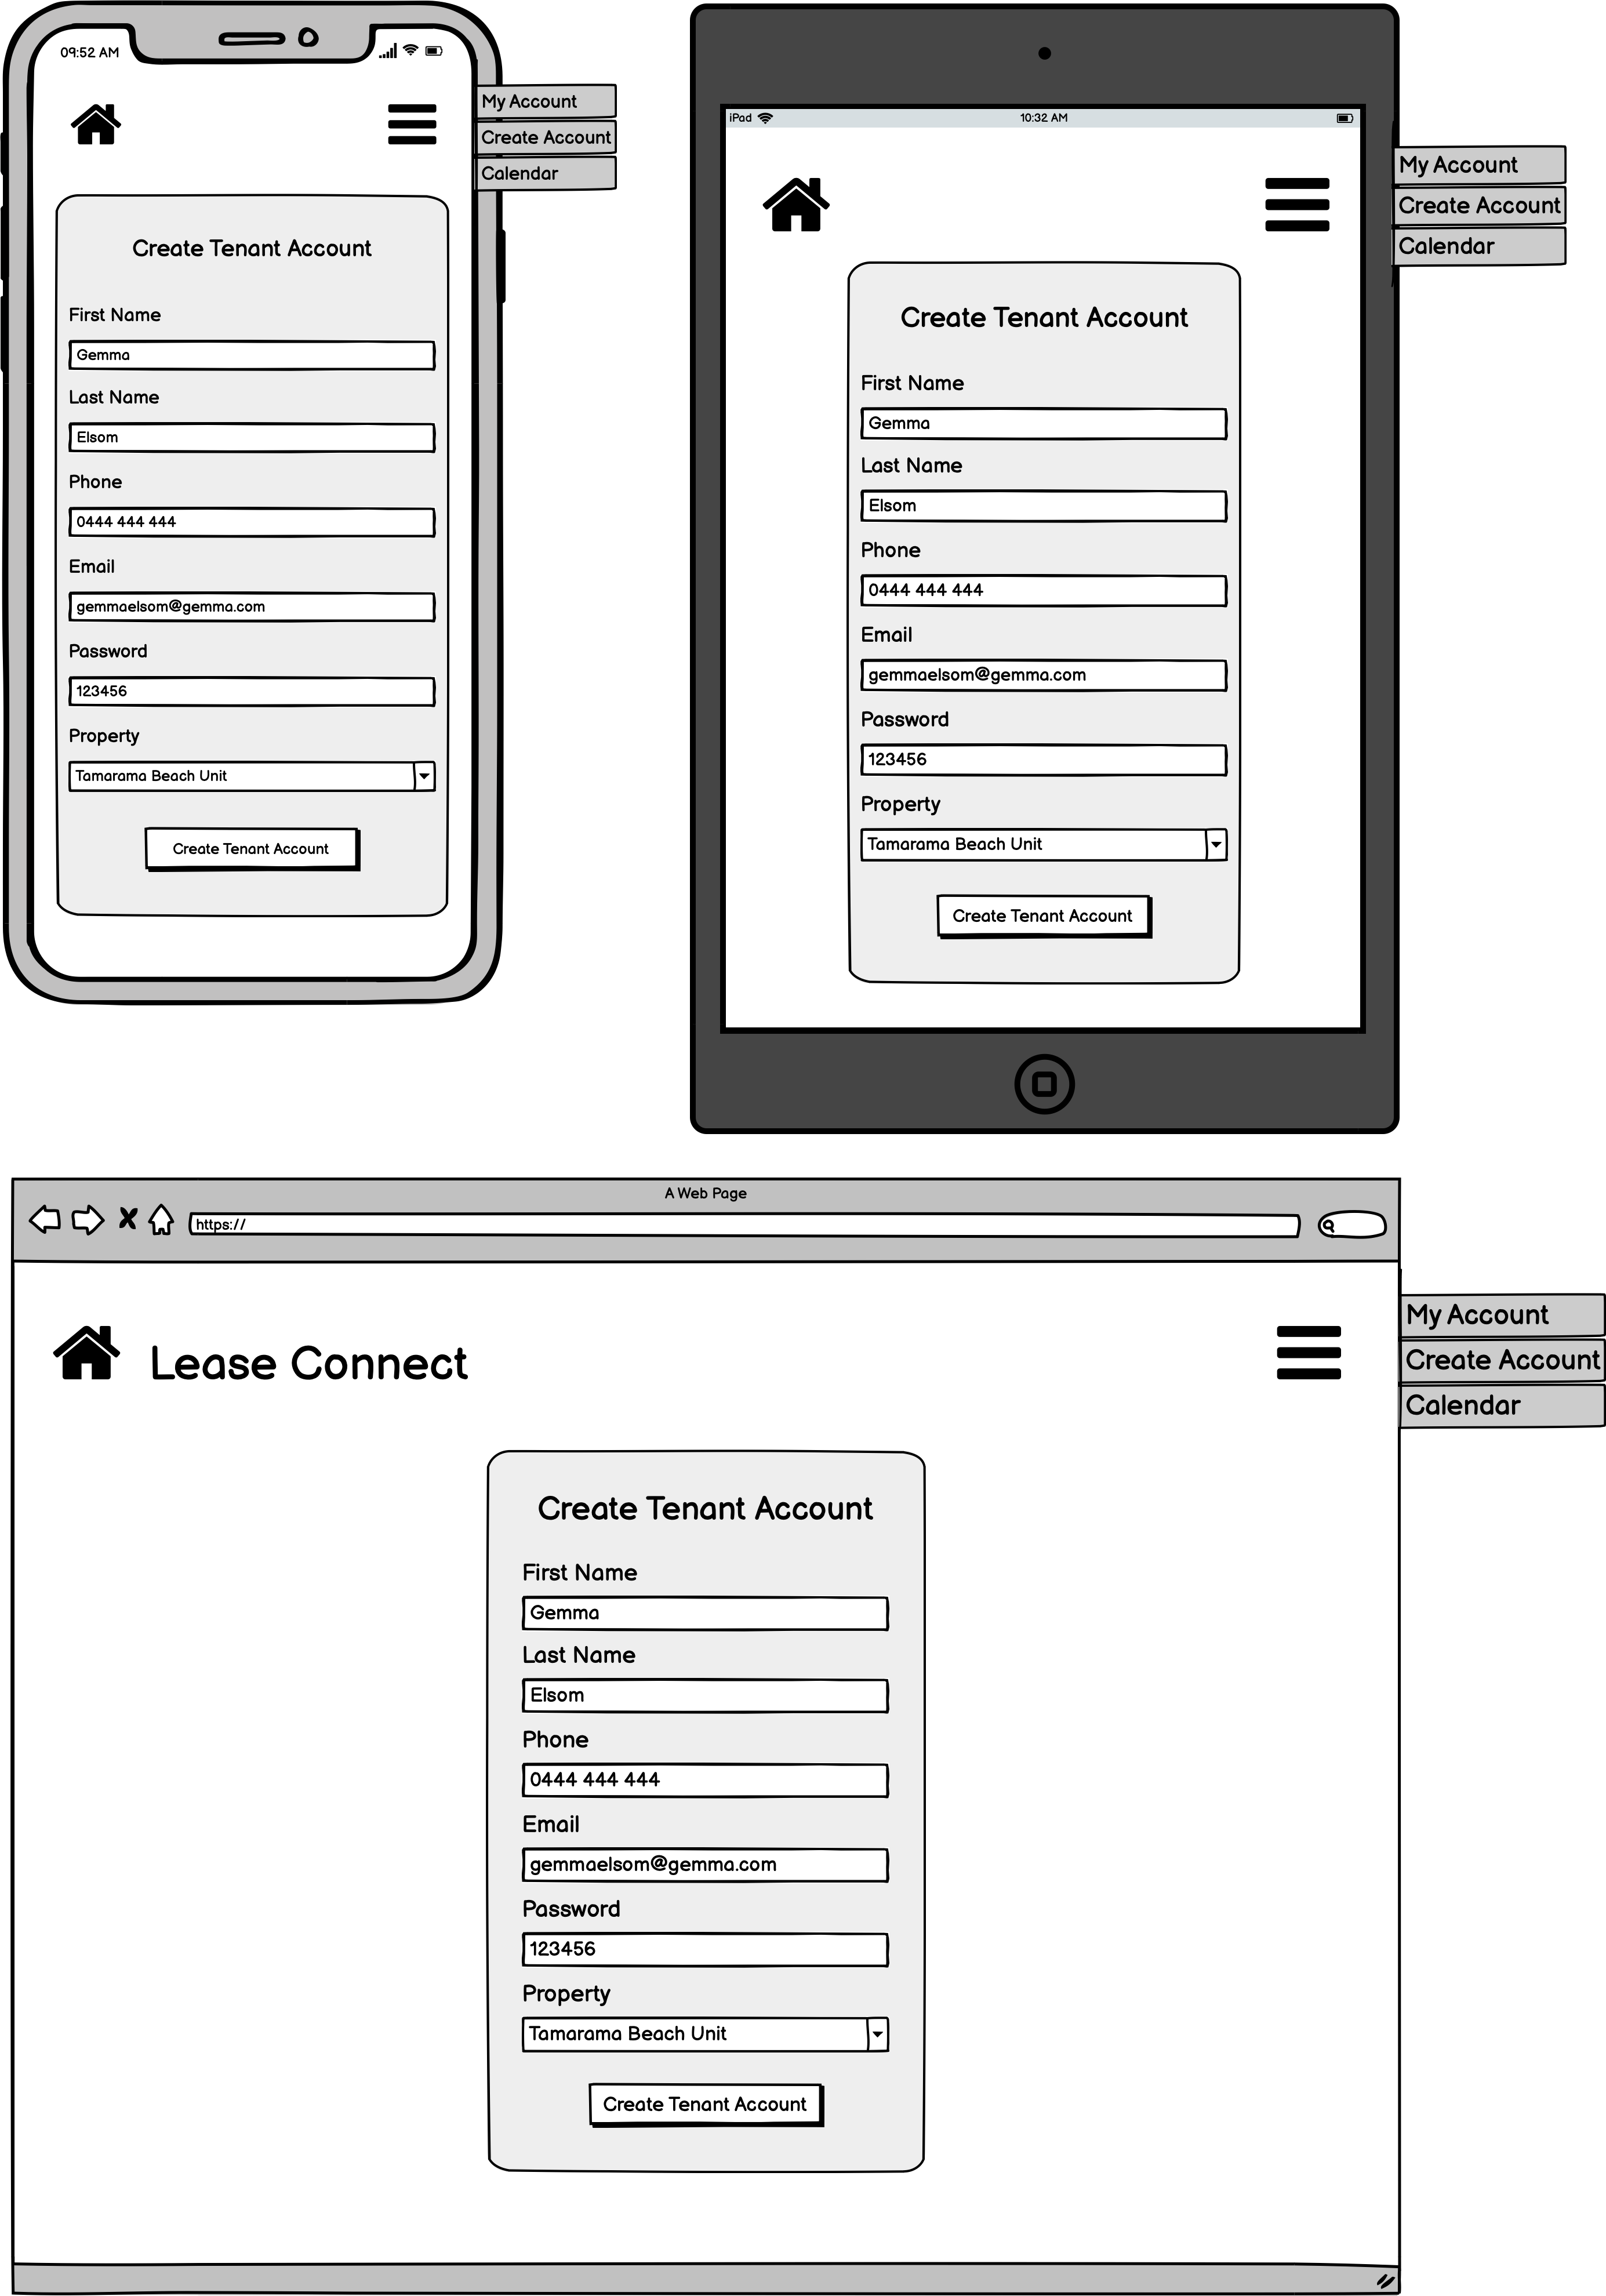 09:52 AM
My Account
Create Account
Calendar
Create Tenant Account
First Name
Gemma
Last Name
Elsom
Phone
0444 444 444
Email
gemmaelsom@gemma.com
Password
123456
Property
Tamarama Beach Unit
Create Tenant Account
iPad
10:32 AM
My Account
Create Account
Calendar
Create Tenant Account
First Name
Gemma
Last Name
Elsom
Phone
0444 444 444
Email
gemmaelsom@gemma.com
Password
123456
Property
Tamarama Beach Unit
Create Tenant Account
A Web Page
https://
Lease Connect
My Account
Create Account
Calendar
Create Tenant Account
First Name
Gemma
Last Name
Elsom
Phone
0444 444 444
Email
gemmaelsom@gemma.com
Password
123456
Property
Tamarama Beach Unit
Create Tenant Account